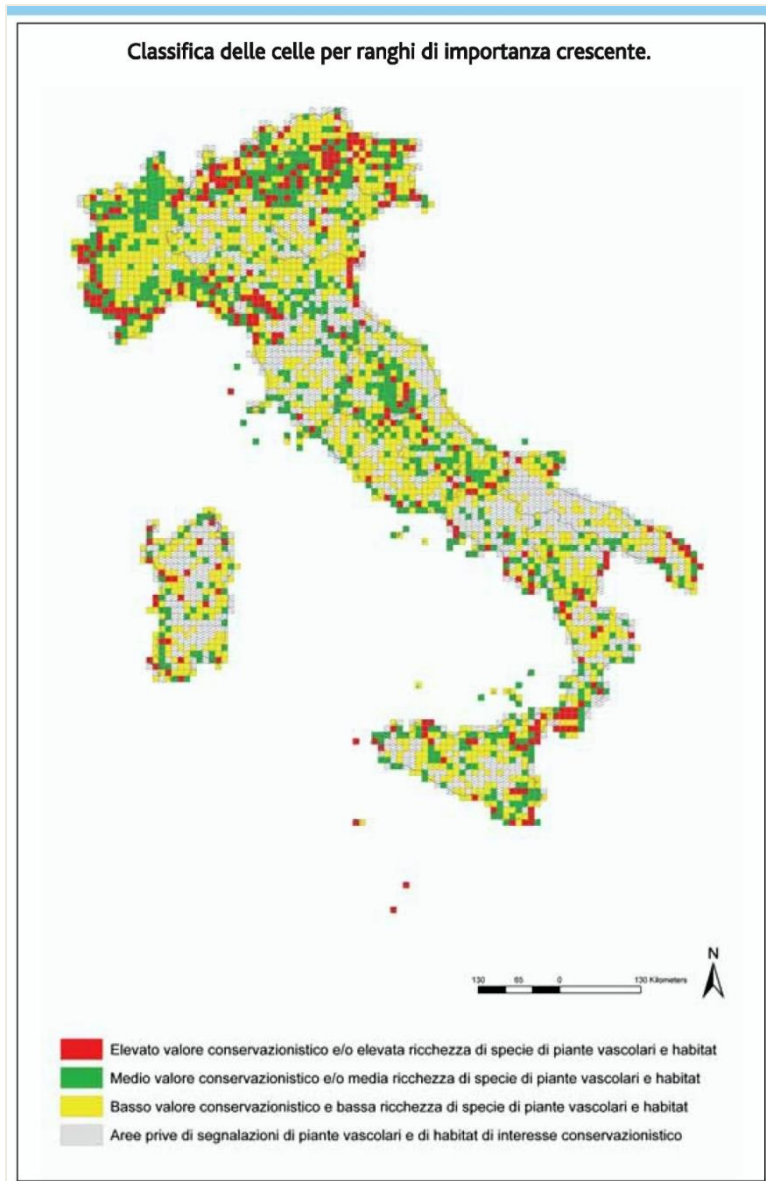 Classifica delle celle per ranghi di importanza crescente.
N
130 65 0 130 Kilometers
Elevato valore conservazionistico e/o elevata ricchezza di specie di piante vascolari e habitat
Medio valore conservazionistico e/o media ricchezza di specie di piante vascolari e habitat
Basso valore conservazionistico e bassa ricchezza di specie di piante vascolari e habitat
Aree prive di segnalazioni di piante vascolari e di habitat di interesse conservazionistico